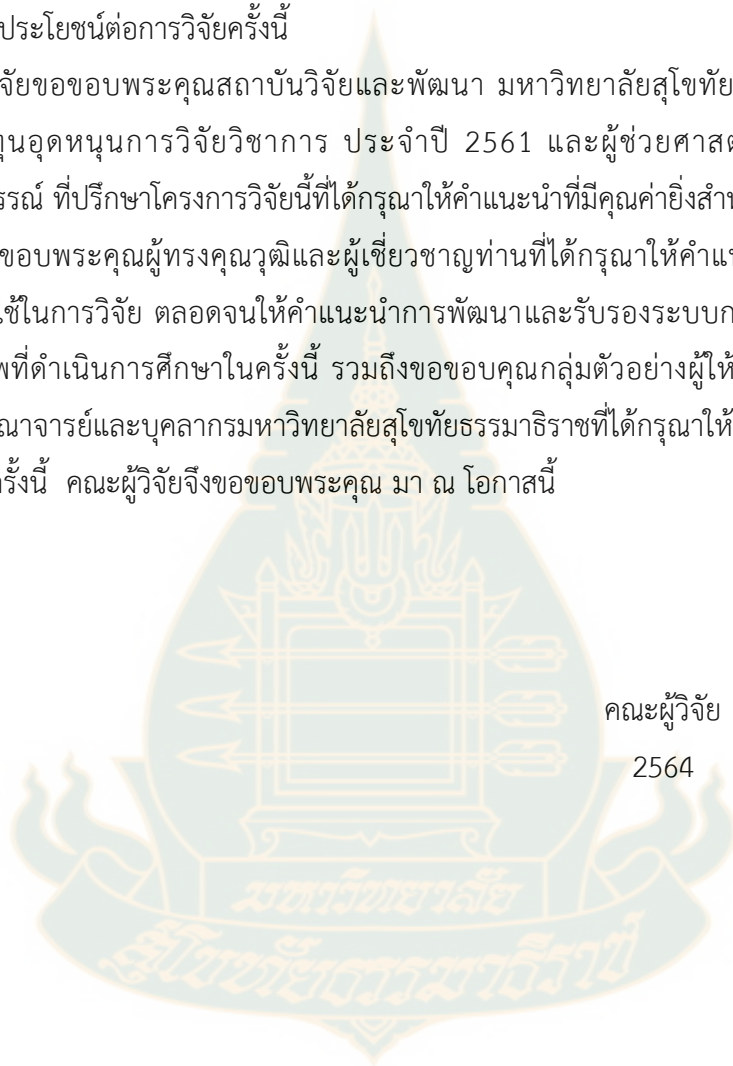 ประโยชน์ต่อการวิจัยครั้งนี้
จัยขอขอบพระคุณสถาบันวิจัยและพัฒนา มหาวิทยาลัยสุโขทัย
ทุนอุดหนุนการวิจัยวิชาการ ประจำปี 2561 และผู้ช่วยศาสต
รรณ์ ที่ปรึกษาโครงการวิจัยนี้ที่ได้กรุณาให้คำแนะนำที่มีคุณค่ายิ่งสำห
ขอบพระคุณผู้ทรงคุณวุฒิและผู้เชี่ยวชาญท่านที่ได้กรุณาให้คำแน
ใช้ในการวิจัย ตลอดจนให้คำแนะนำการพัฒนาและรับรองระบบก
พที่ดำเนินการศึกษาในครั้งนี้ รวมถึงขอขอบคุณกลุ่มตัวอย่างผู้ให้
ณาจารย์และบุคลากรมหาวิทยาลัยสุโขทัยธรรมาธิราชที่ได้กรุณาให้
ครั้งนี้ คณะผู้วิจัยจึงขอขอบพระคุณ มา ณ โอกาสนี้
คณะผู้วิจัย
2564
มหาวิทยาลัย
สุโขทัยธรรมาธิราช